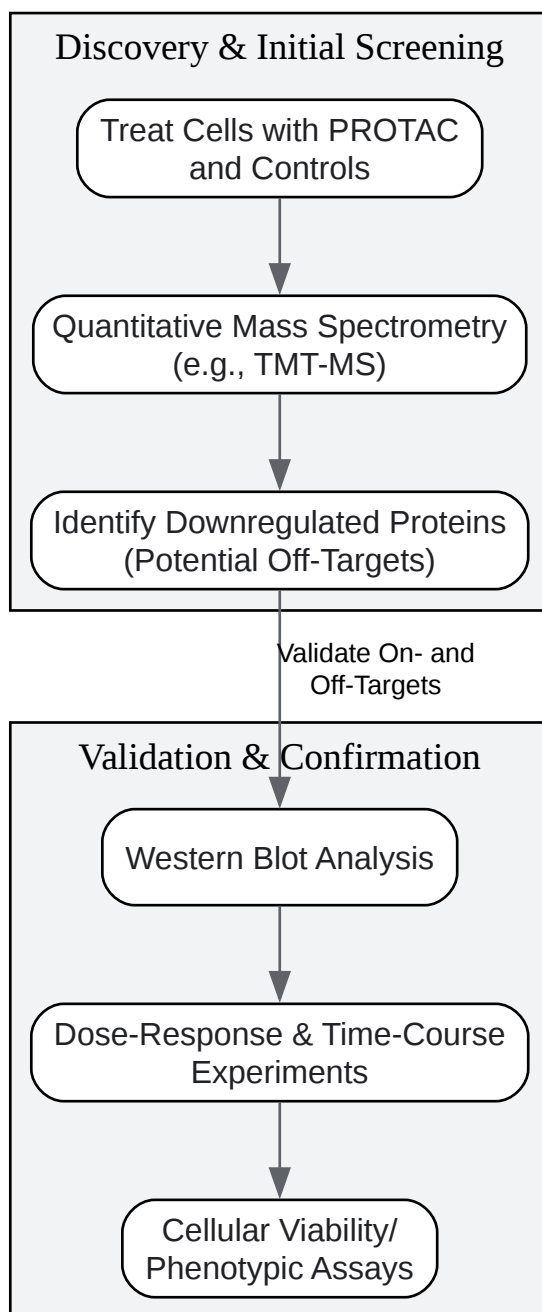 Discovery & Initial Screening
Treat Cells with PROTAC
and Controls
Quantitative Mass Spectrometry
(e.g., TMT-MS)
Identify Downregulated Proteins
(Potential Off-Targets)
Validate On- and
Off-Targets
Validation & Confirmation
Western Blot Analysis
Dose-Response & Time-Course
Experiments
Cellular Viability/
Phenotypic Assays